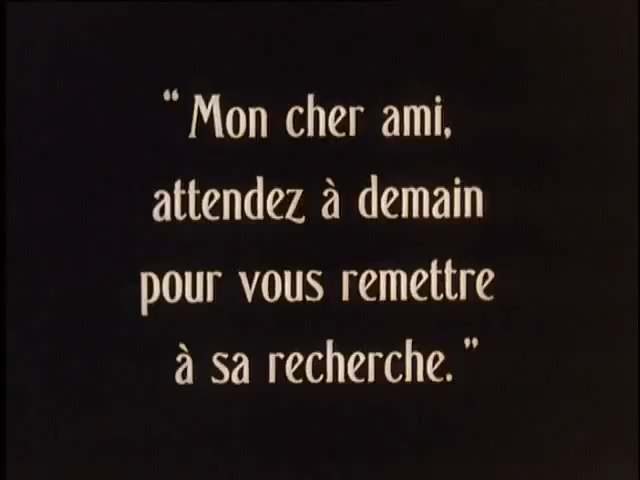 “Mon cher ami,
attendez à demain
pour vous remettre
à sa recherche.”